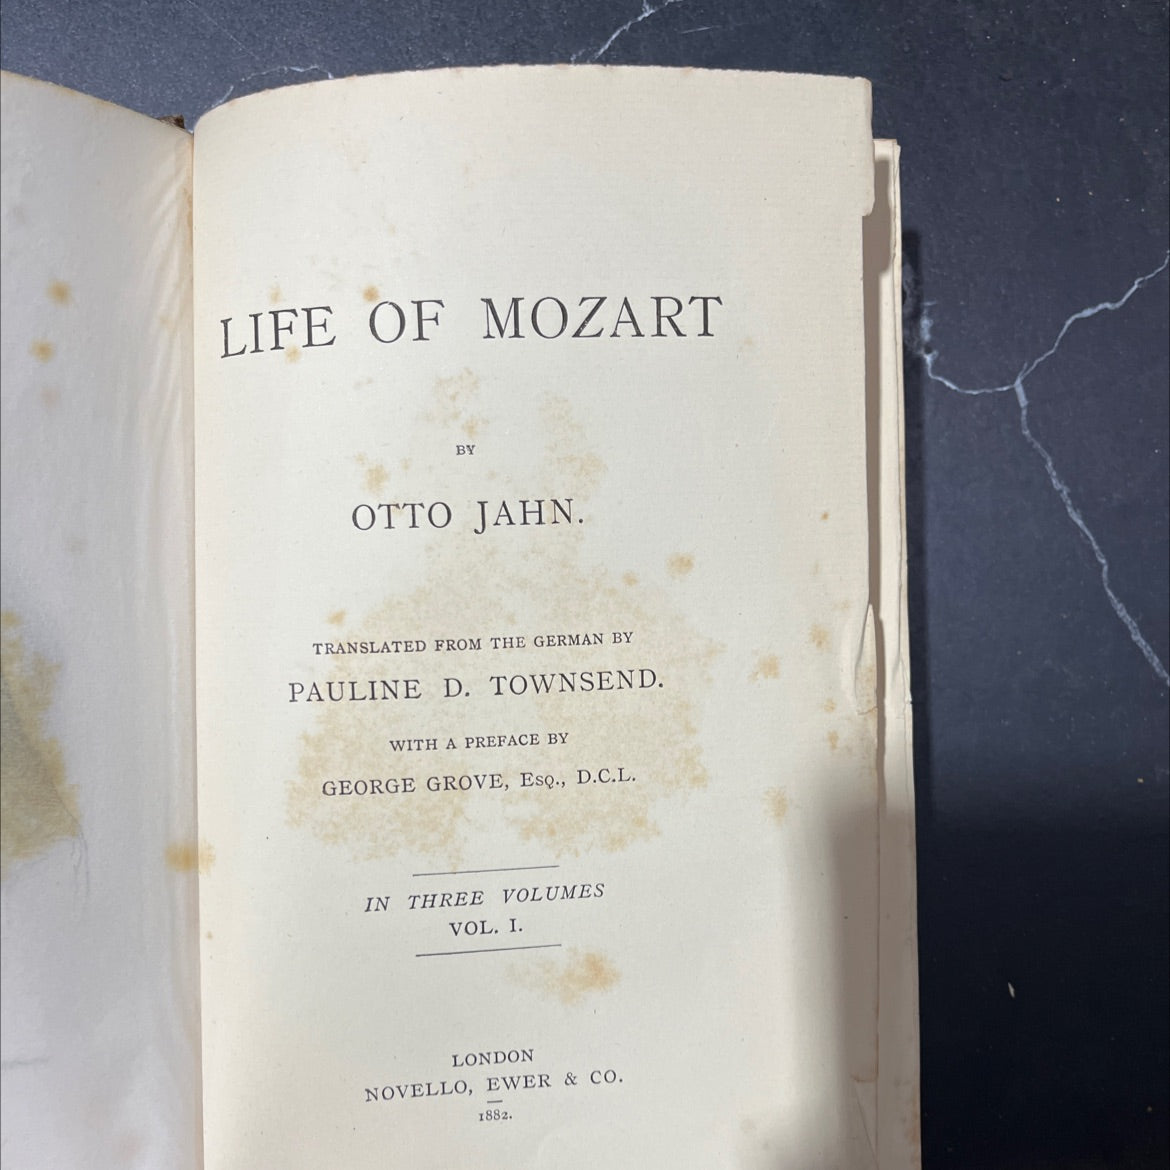 LIFE OF MOZART
BY
OTTO JAHN.
TRANSLATED FROM THE GERMAN BY
PAULINE D. TOWNSEND.
WITH A PREFACE BY
GEORGE GROVE, Esq., D.C.L.
IN THREE VOLUMES
VOL. I.
LONDON
NOVELLO, EWER & CO.
1882.